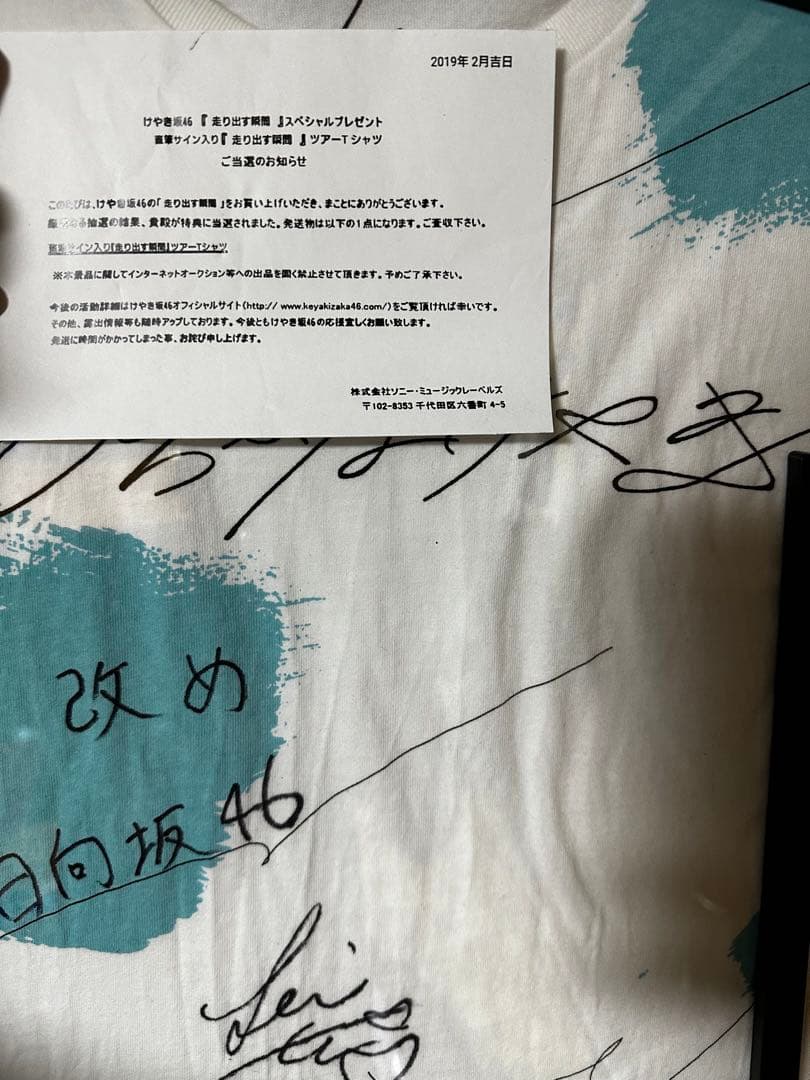 2019年 2月吉日
けやき坂46『 走り出す瞬間 』スペシャルプレゼント
直筆サイン入り『 走り出す瞬間 』ツアーTシャツ
ご当選のお知らせ
このたびは、けやき坂46の「 走り出す瞬間 」をお買い上げいただき、まことにありがとうございます。
厳正なる抽選の結果、貴殿が特典に当選されました。発送物は以下の1点になります。ご査収下さい。
直筆サイン入り『走り出す瞬間』ツアーTシャツ
※本景品に関してインターネットオークション等への出品を固く禁止させて頂きます。予めご了承下さい。
今後の活動詳細はけやき坂46オフィシャルサイト(http:// www.keyakizaka46.com/)をご覧頂ければ幸いです。
その他、露出情報等も随時アップしております。今後ともけやき坂46の応援宜しくお願い致します。
発送に時間がかかってしまった事、お詫び申し上げます。
株式会社ソニー・ミュージックレーベルズ
〒102-8353 千代田区六番町 4-5
ひらがなけやき
改め
日向坂46